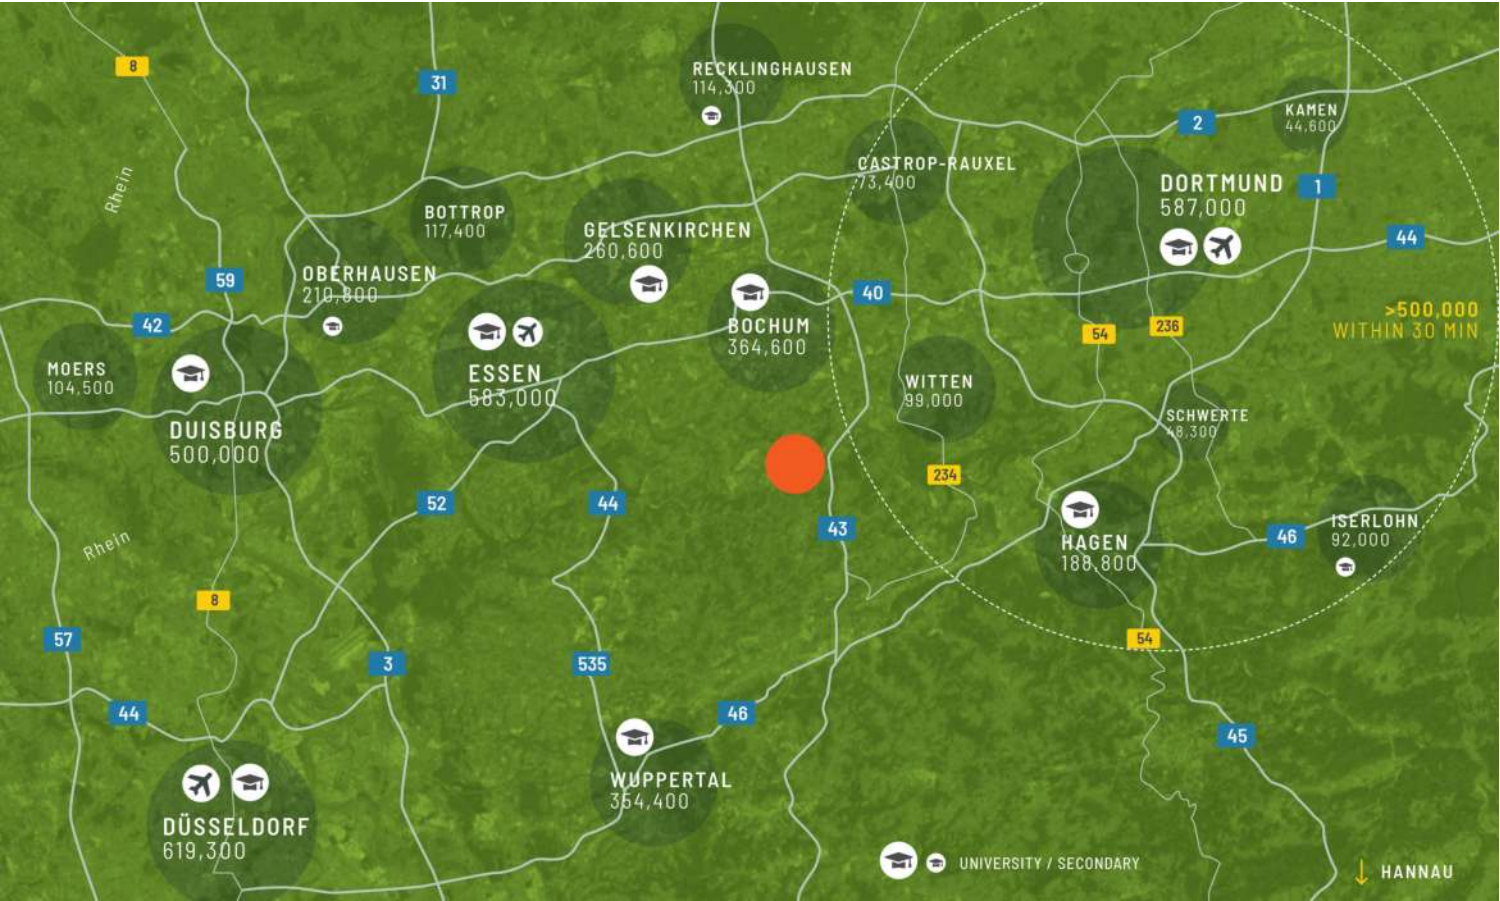 8
31
RECKLINGHAUSEN
114,300
2
KAMEN
44,600
Rhein
CASTROP-RAUXEL
73,400
DORTMUND
587,000
1
BOTTROP
117,400
GELSENKIRCHEN
260,600
44
59
OBERHAUSEN
210,800
40
42
BOCHUM
364,600
54
236
>500,000
WITHIN 30 MIN
MOERS
104,500
ESSEN
583,000
WITTEN
99,000
SCHWERTE
48,300
DUISBURG
500,000
234
52
44
43
HAGEN
188,800
46
ISERLOHN
92,000
Rhein
8
57
3
535
54
44
46
45
WUPPERTAL
354,400
DÜSSELDORF
619,300
UNIVERSITY / SECONDARY
HANNAU